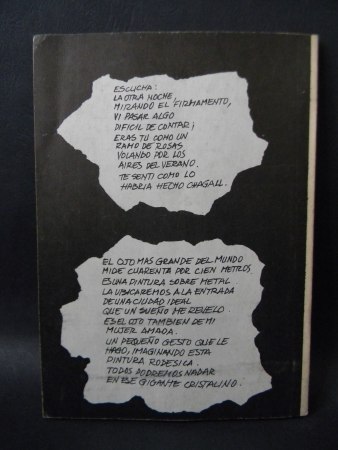 ESCUCHA:
LA OTRA NOCHE,
MIRANDO EL FIRMAMENTO,
VI PASAR ALGO
DIFICIL DE CONTAR;
ERAS TU COMO UN
RAMO DE ROSAS
VOLANDO POR LOS
AIRES DEL VERANO.
TE SENTI COMO LO
HABRIA HECHO CHAGALL.
EL OJO MAS GRANDE DEL MUNDO
MIDE CUARENTA POR CIEN METROS.
ES UNA PINTURA SOBRE METAL.
LA UBICAREMOS A LA ENTRADA
DE UNA CIUDAD IDEAL
QUE UN SUEÑO ME REVELO.
ES EL OJO TAMBIEN DE MI
MUJER AMADA.
UN PEQUEÑO GESTO QUE LE
HAGO, IMAGINANDO ESTA
PINTURA RODESICA
TODOS PODREMOS NADAR
EN ESE GIGANTE CRISTALINO.